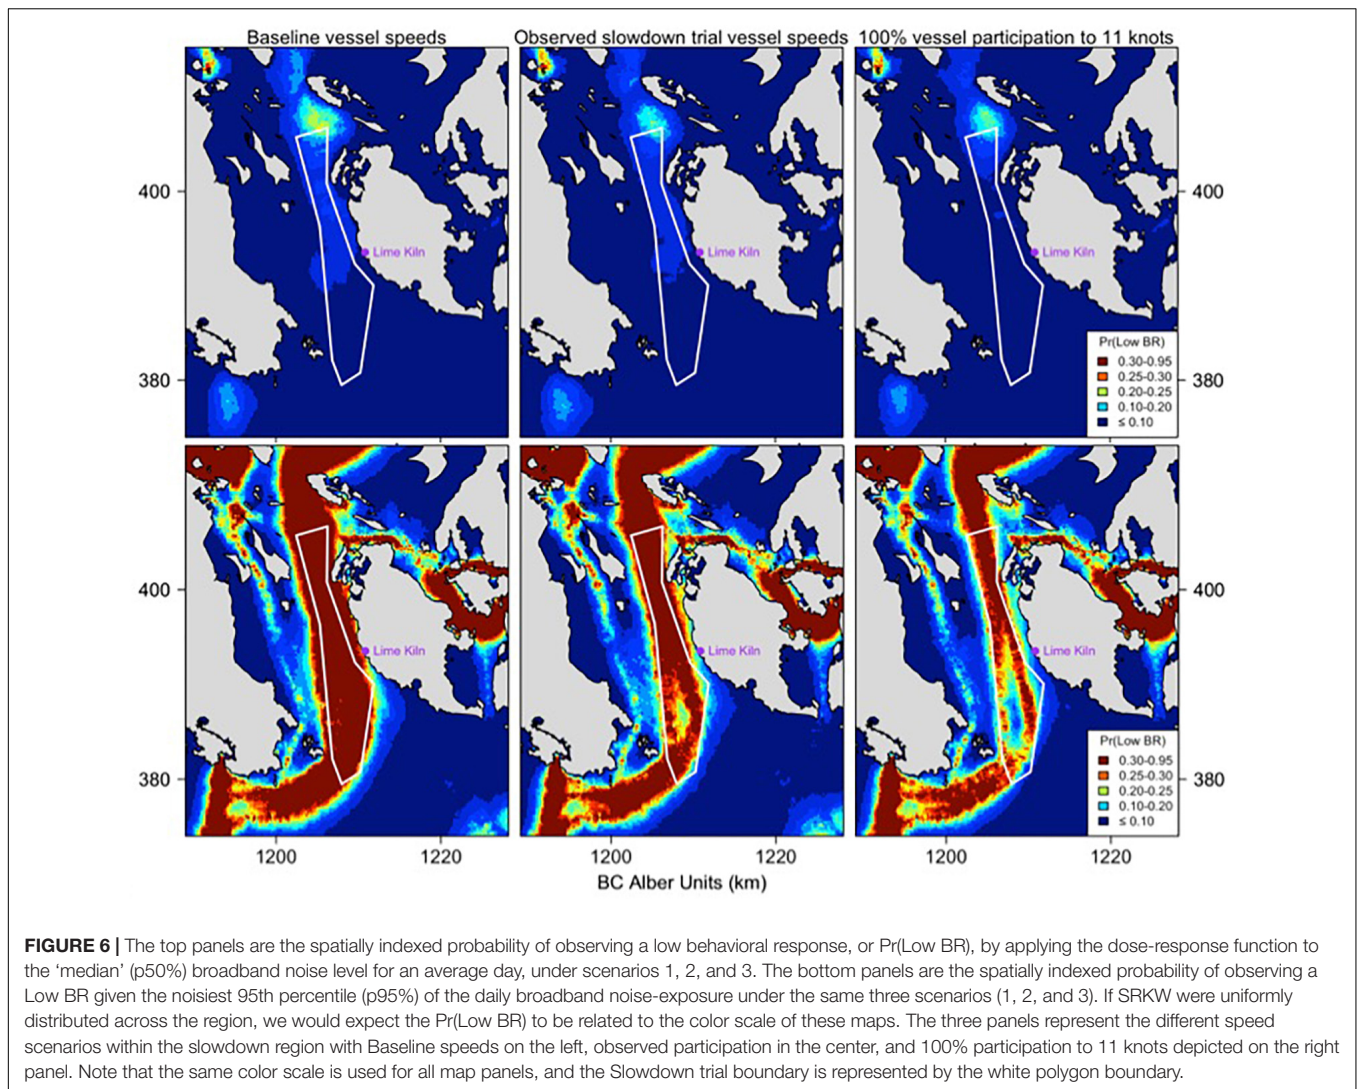 Baseline vessel speeds
Observed slowdown trial vessel speeds
100% vessel participation to 11 knots
400
400
Lime Kiln
Lime Kiln
Lime Kiln
Pr(Low BR)
0.30-0.95
0.25-0.30
0.20-0.25
0.10-0.20
≤ 0.10
380
380
400
400
Lime Kiln
Lime Kiln
Lime Kiln
Pr(Low BR)
0.30-0.95
0.25-0.30
0.20-0.25
0.10-0.20
≤ 0.10
380
380
1200
1220
1200
1220
1200
1220
BC Alber Units (km)
FIGURE 6 | The top panels are the spatially indexed probability of observing a low behavioral response, or Pr(Low BR), by applying the dose-response function to
the ‘median’ (p50%) broadband noise level for an average day, under scenarios 1, 2, and 3. The bottom panels are the spatially indexed probability of observing a
Low BR given the noisiest 95th percentile (p95%) of the daily broadband noise-exposure under the same three scenarios (1, 2, and 3). If SRKW were uniformly
distributed across the region, we would expect the Pr(Low BR) to be related to the color scale of these maps. The three panels represent the different speed
scenarios within the slowdown region with Baseline speeds on the left, observed participation in the center, and 100% participation to 11 knots depicted on the right
panel. Note that the same color scale is used for all map panels, and the Slowdown trial boundary is represented by the white polygon boundary.